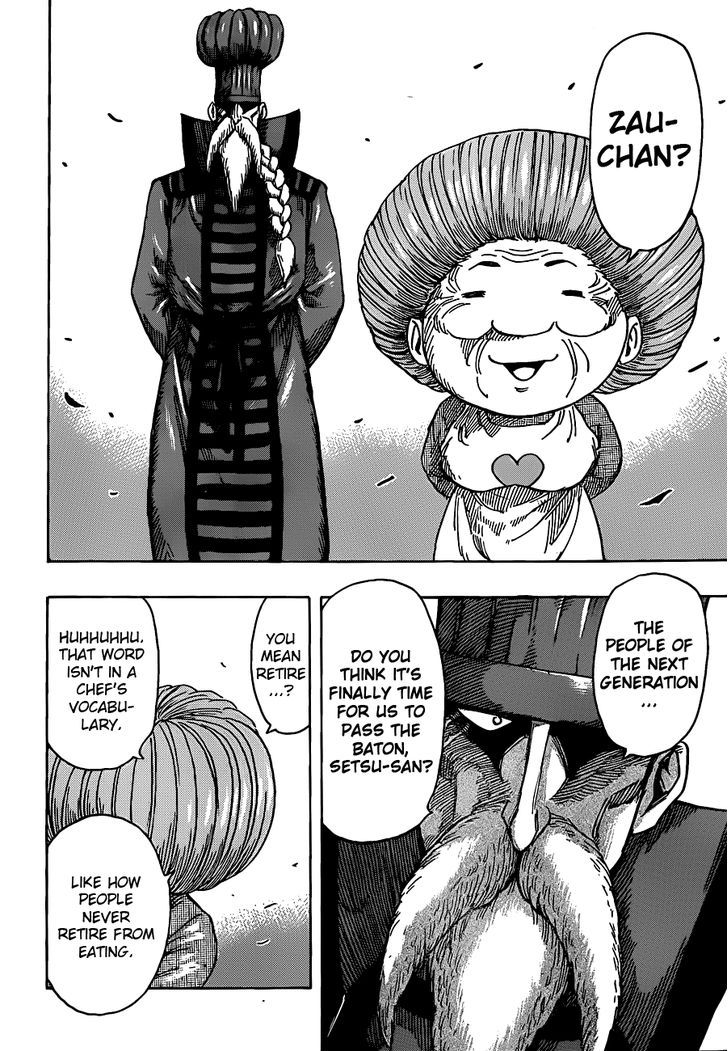 ZAU-
CHAN?
THE
PEOPLE OF
THE NEXT
GENERATION
...
DO YOU
THINK IT'S
FINALLY TIME
FOR US TO
PASS THE
BATON,
SETSU-SAN?
YOU
MEAN
RETIRE
...?
HUHHUHHU.
THAT WORD
ISN'T IN A
CHEF'S
VOCABU-
LARY.
LIKE HOW
PEOPLE
NEVER
RETIRE FROM
EATING.